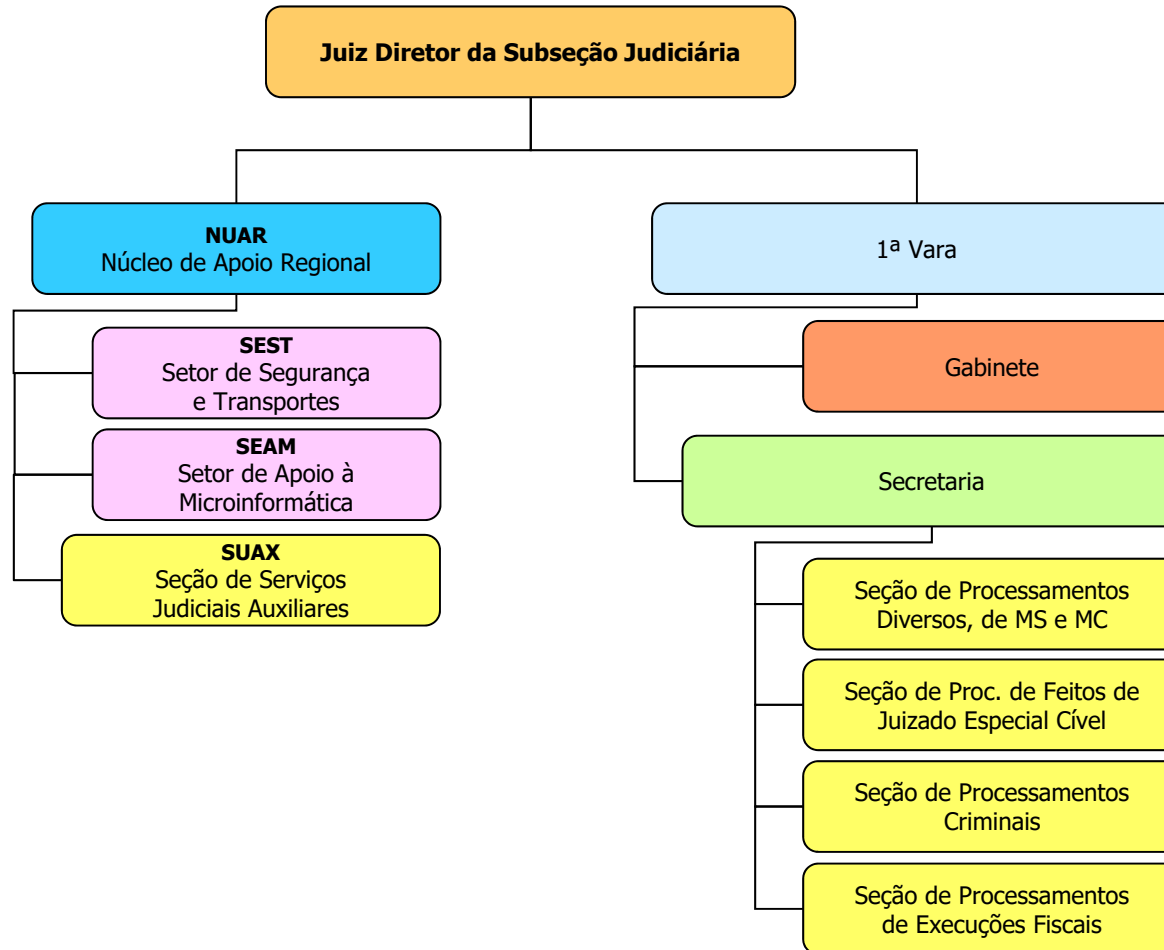 Juiz Diretor da Subseção Judiciária
NUAR
Núcleo de Apoio Regional
SEST
Setor de Segurança
e Transportes
SEAM
Setor de Apoio à
Microinformática
SUAX
Seção de Serviços
Judiciais Auxiliares
1ª Vara
Gabinete
Secretaria
Seção de Processamentos
Diversos, de MS e MC
Seção de Proc. de Feitos de
Juizado Especial Cível
Seção de Processamentos
Criminais
Seção de Processamentos
de Execuções Fiscais